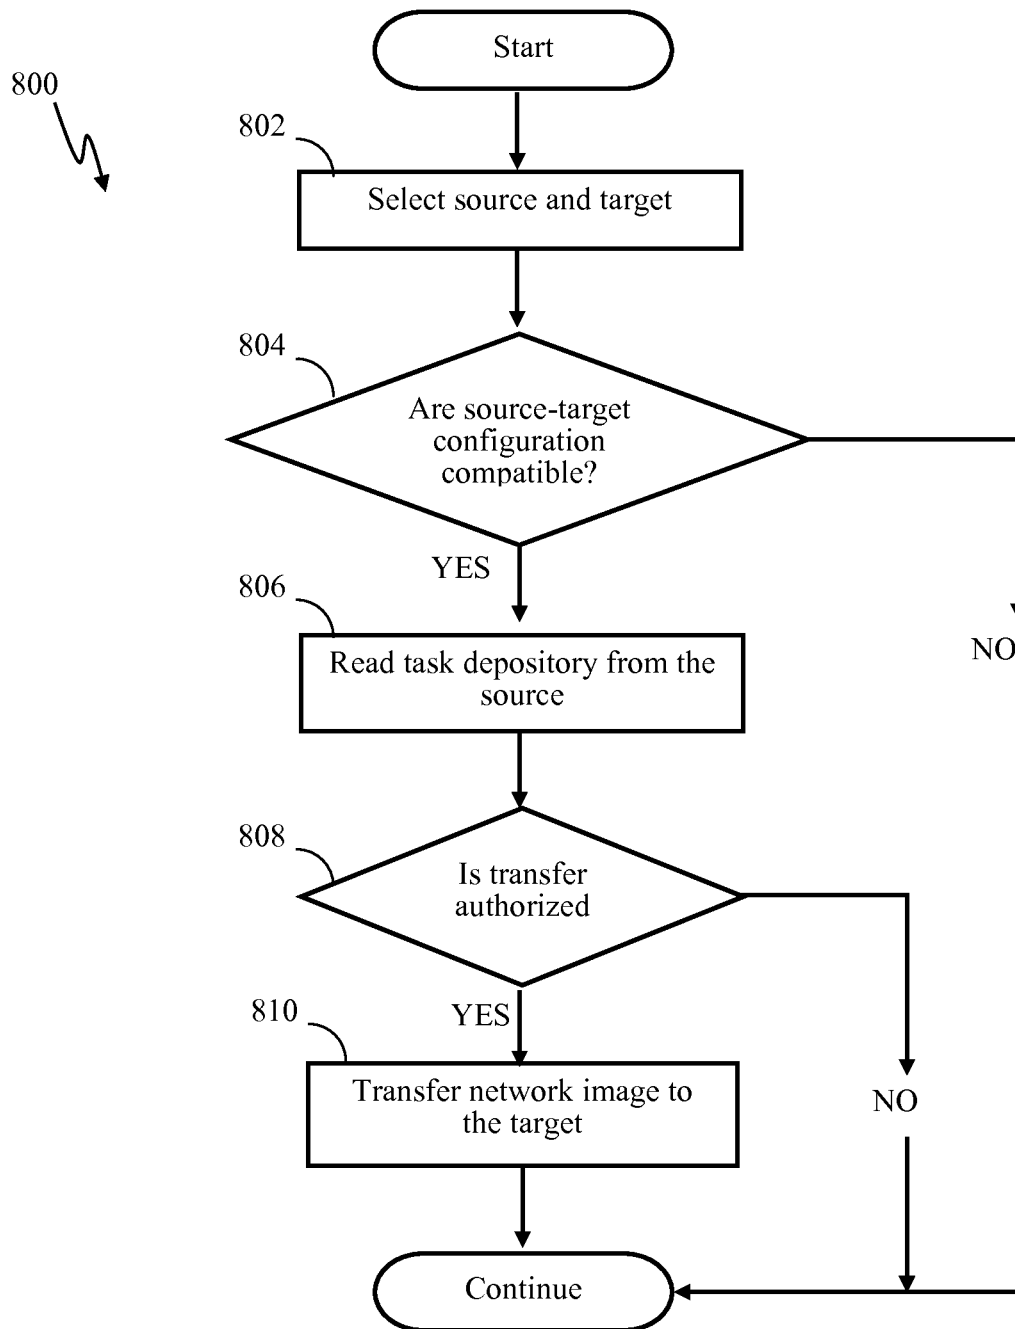 Start
800
802
Select source and target
804
Are source-target
configuration
compatible?
YES
806
NO
Read task depository from the
source
808
Is transfer
authorized
YES
810
Transfer network image to
the target
NO
Continue